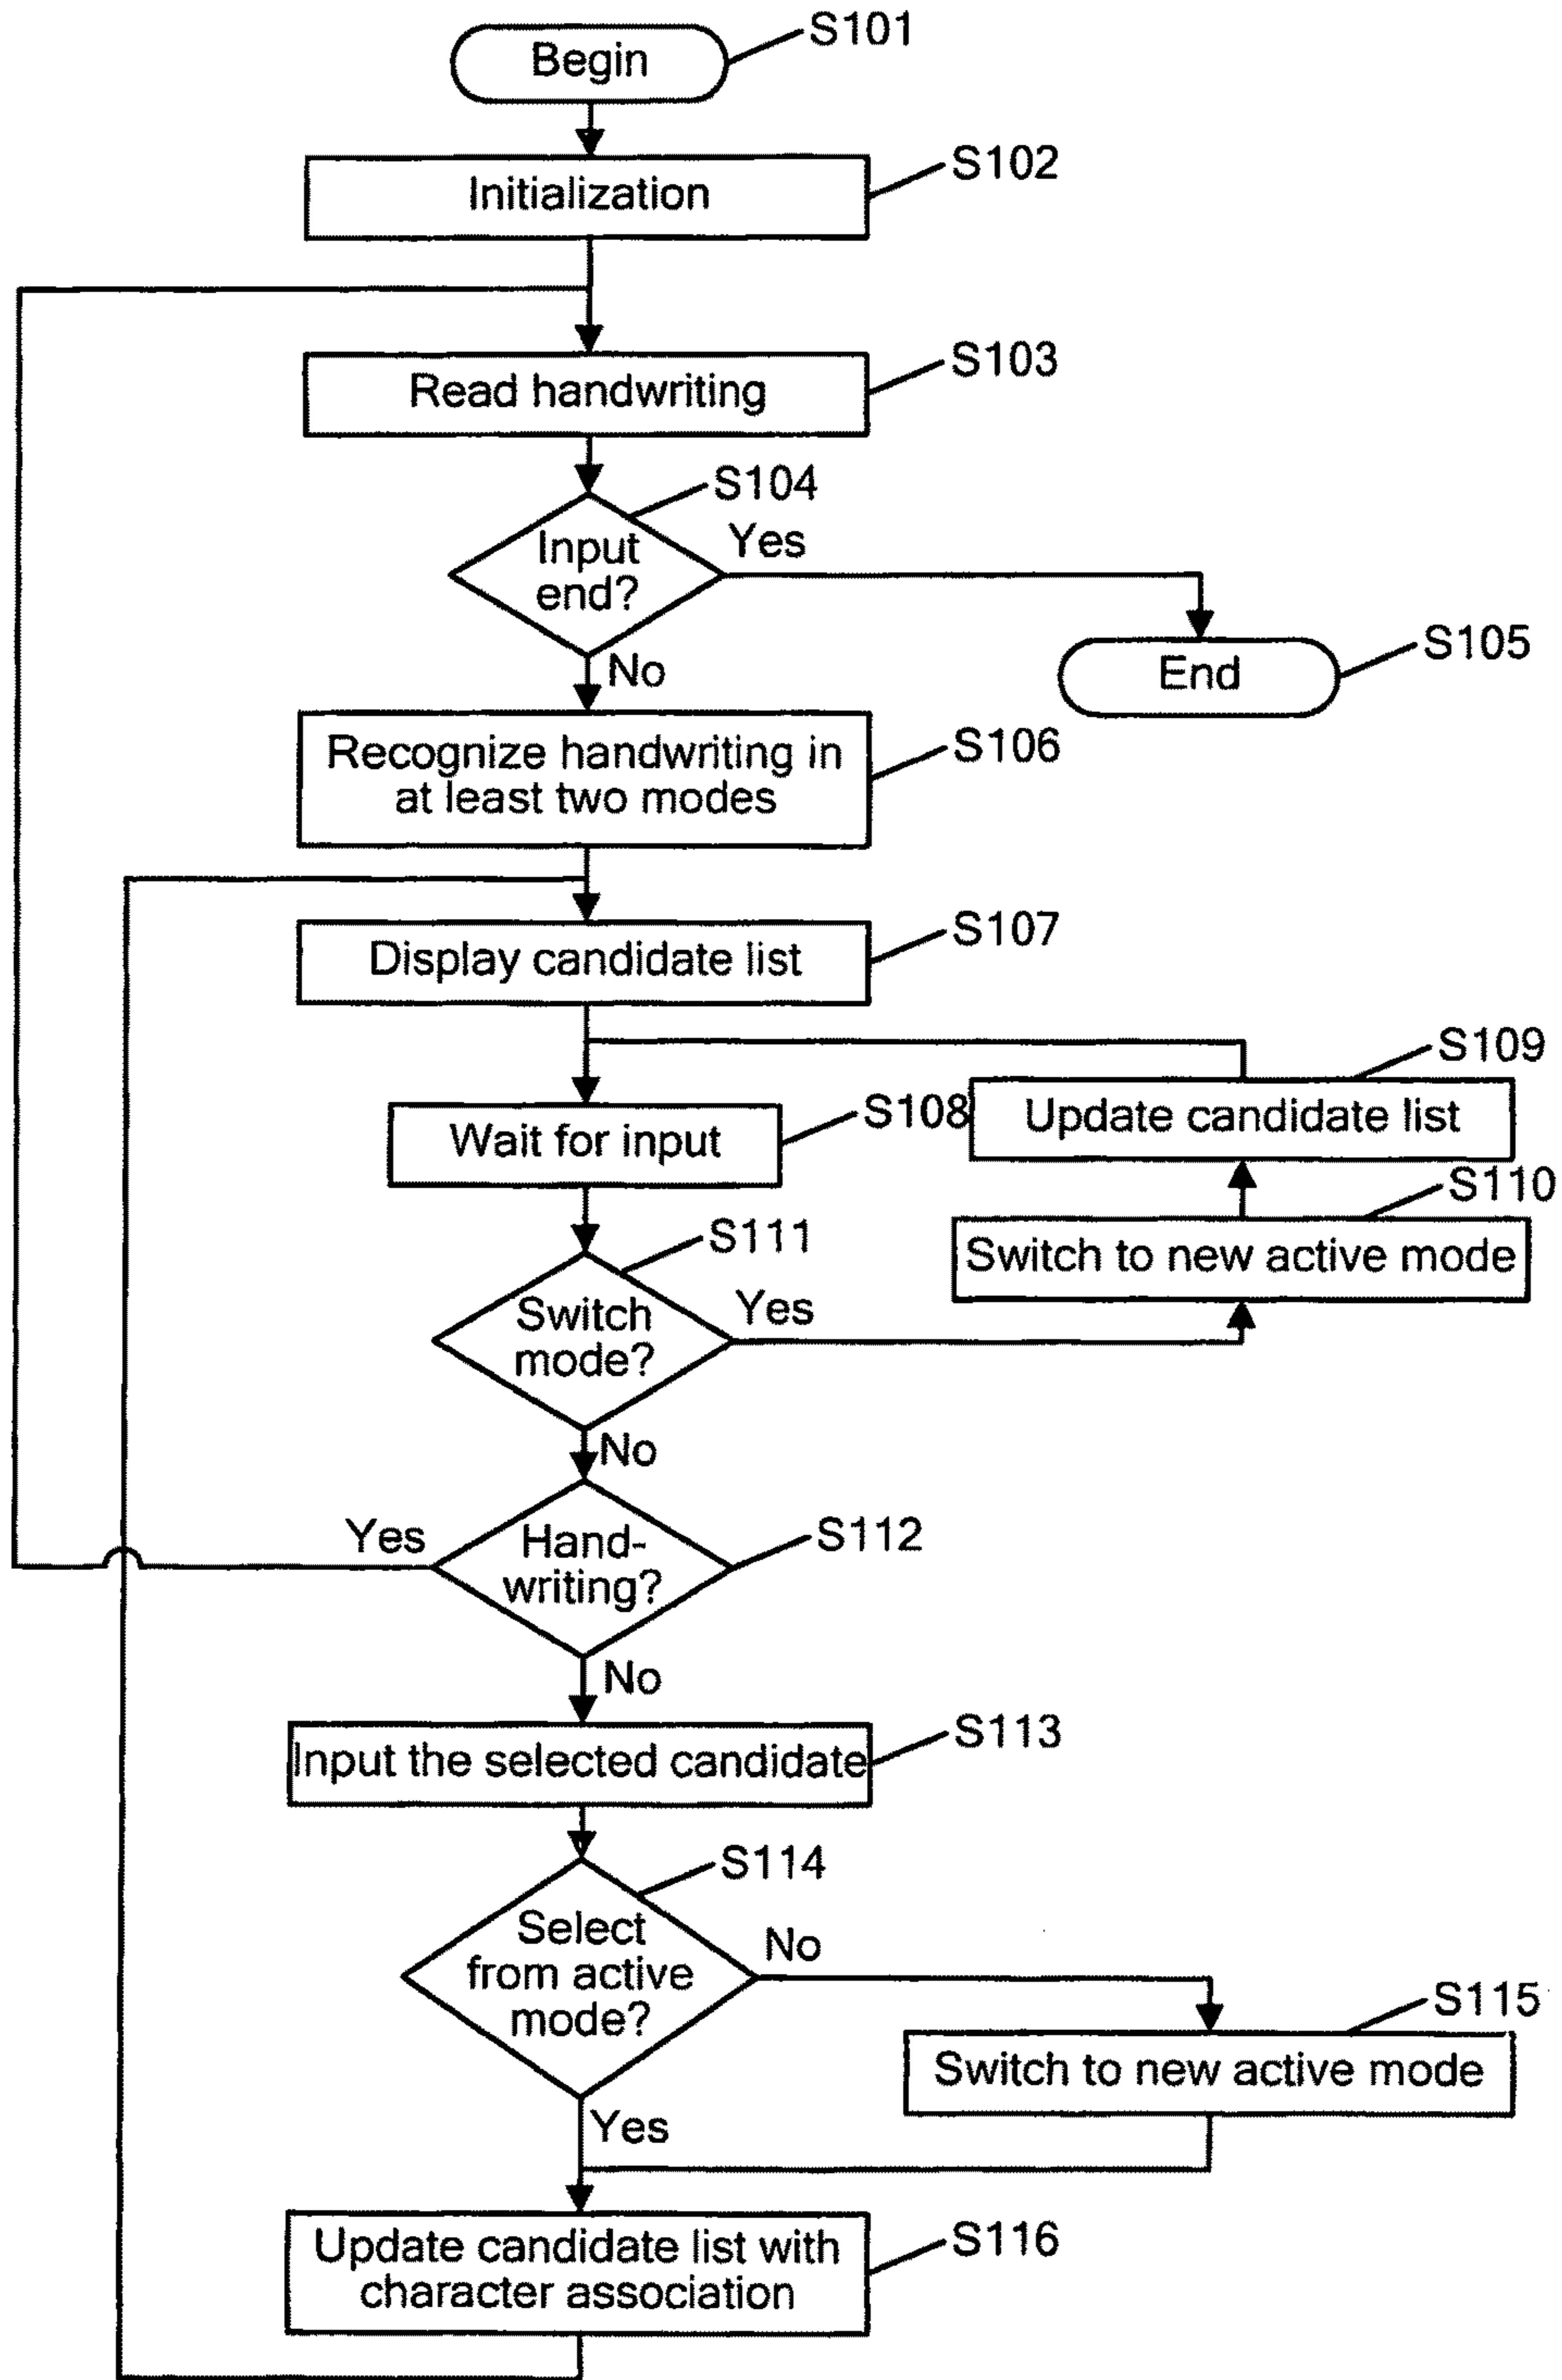 Begin
S101
Initialization
S102
Read handwriting
S103
S104
Input
end?
Yes
No
End
S105
Recognize handwriting in
at least two modes
S106
Display candidate list
S107
Wait for input
S108
Update candidate list
S109
Switch to new active mode
S110
S111
Switch
mode?
Yes
No
Hand-
writing?
Yes
S112
No
Input the selected candidate
S113
S114
Select
from active
mode?
No
Yes
S115
Switch to new active mode
Update candidate list with
character association
S116